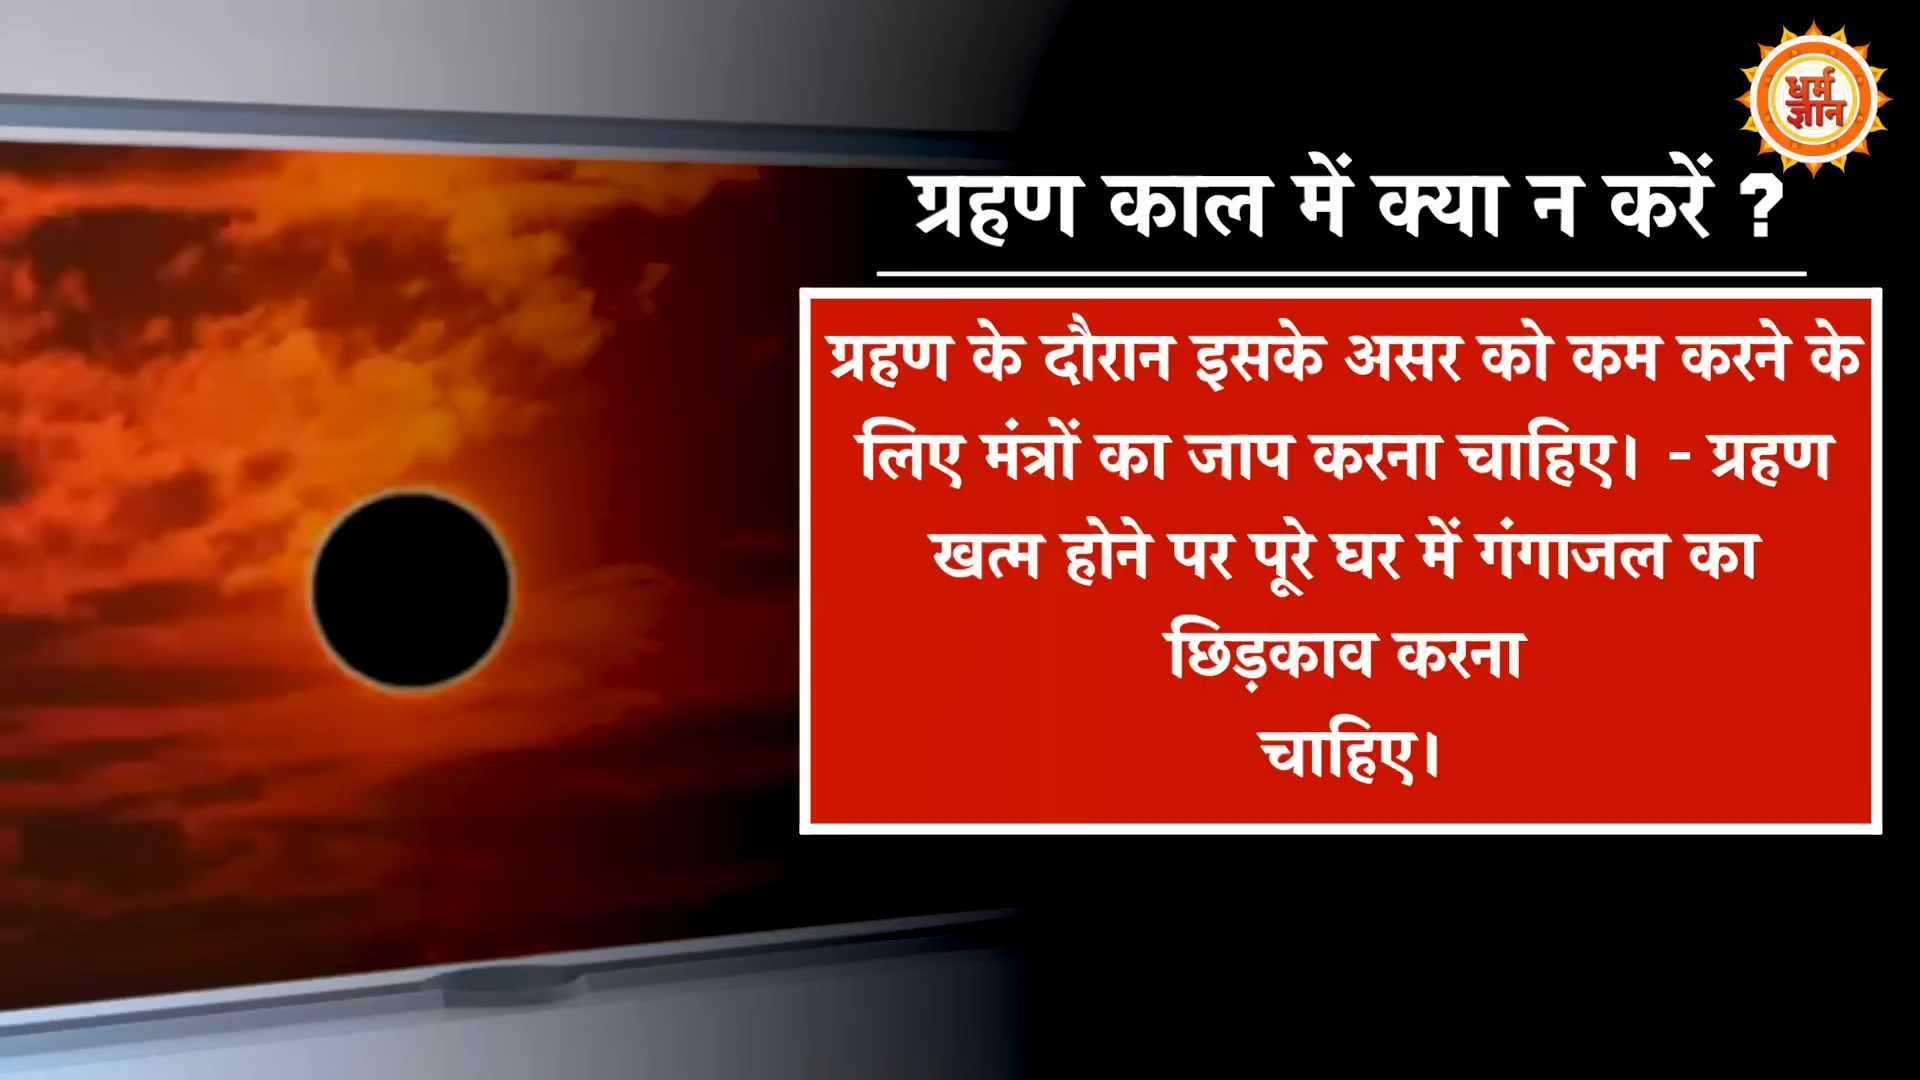 धर्म
ज्ञान
ग्रहण काल में क्या न करें ?
ग्रहण के दौरान इसके असर को कम करने के
लिए मंत्रों का जाप करना चाहिए। - ग्रहण
खत्म होने पर पूरे घर में गंगाजल का
छिड़काव करना
चाहिए।